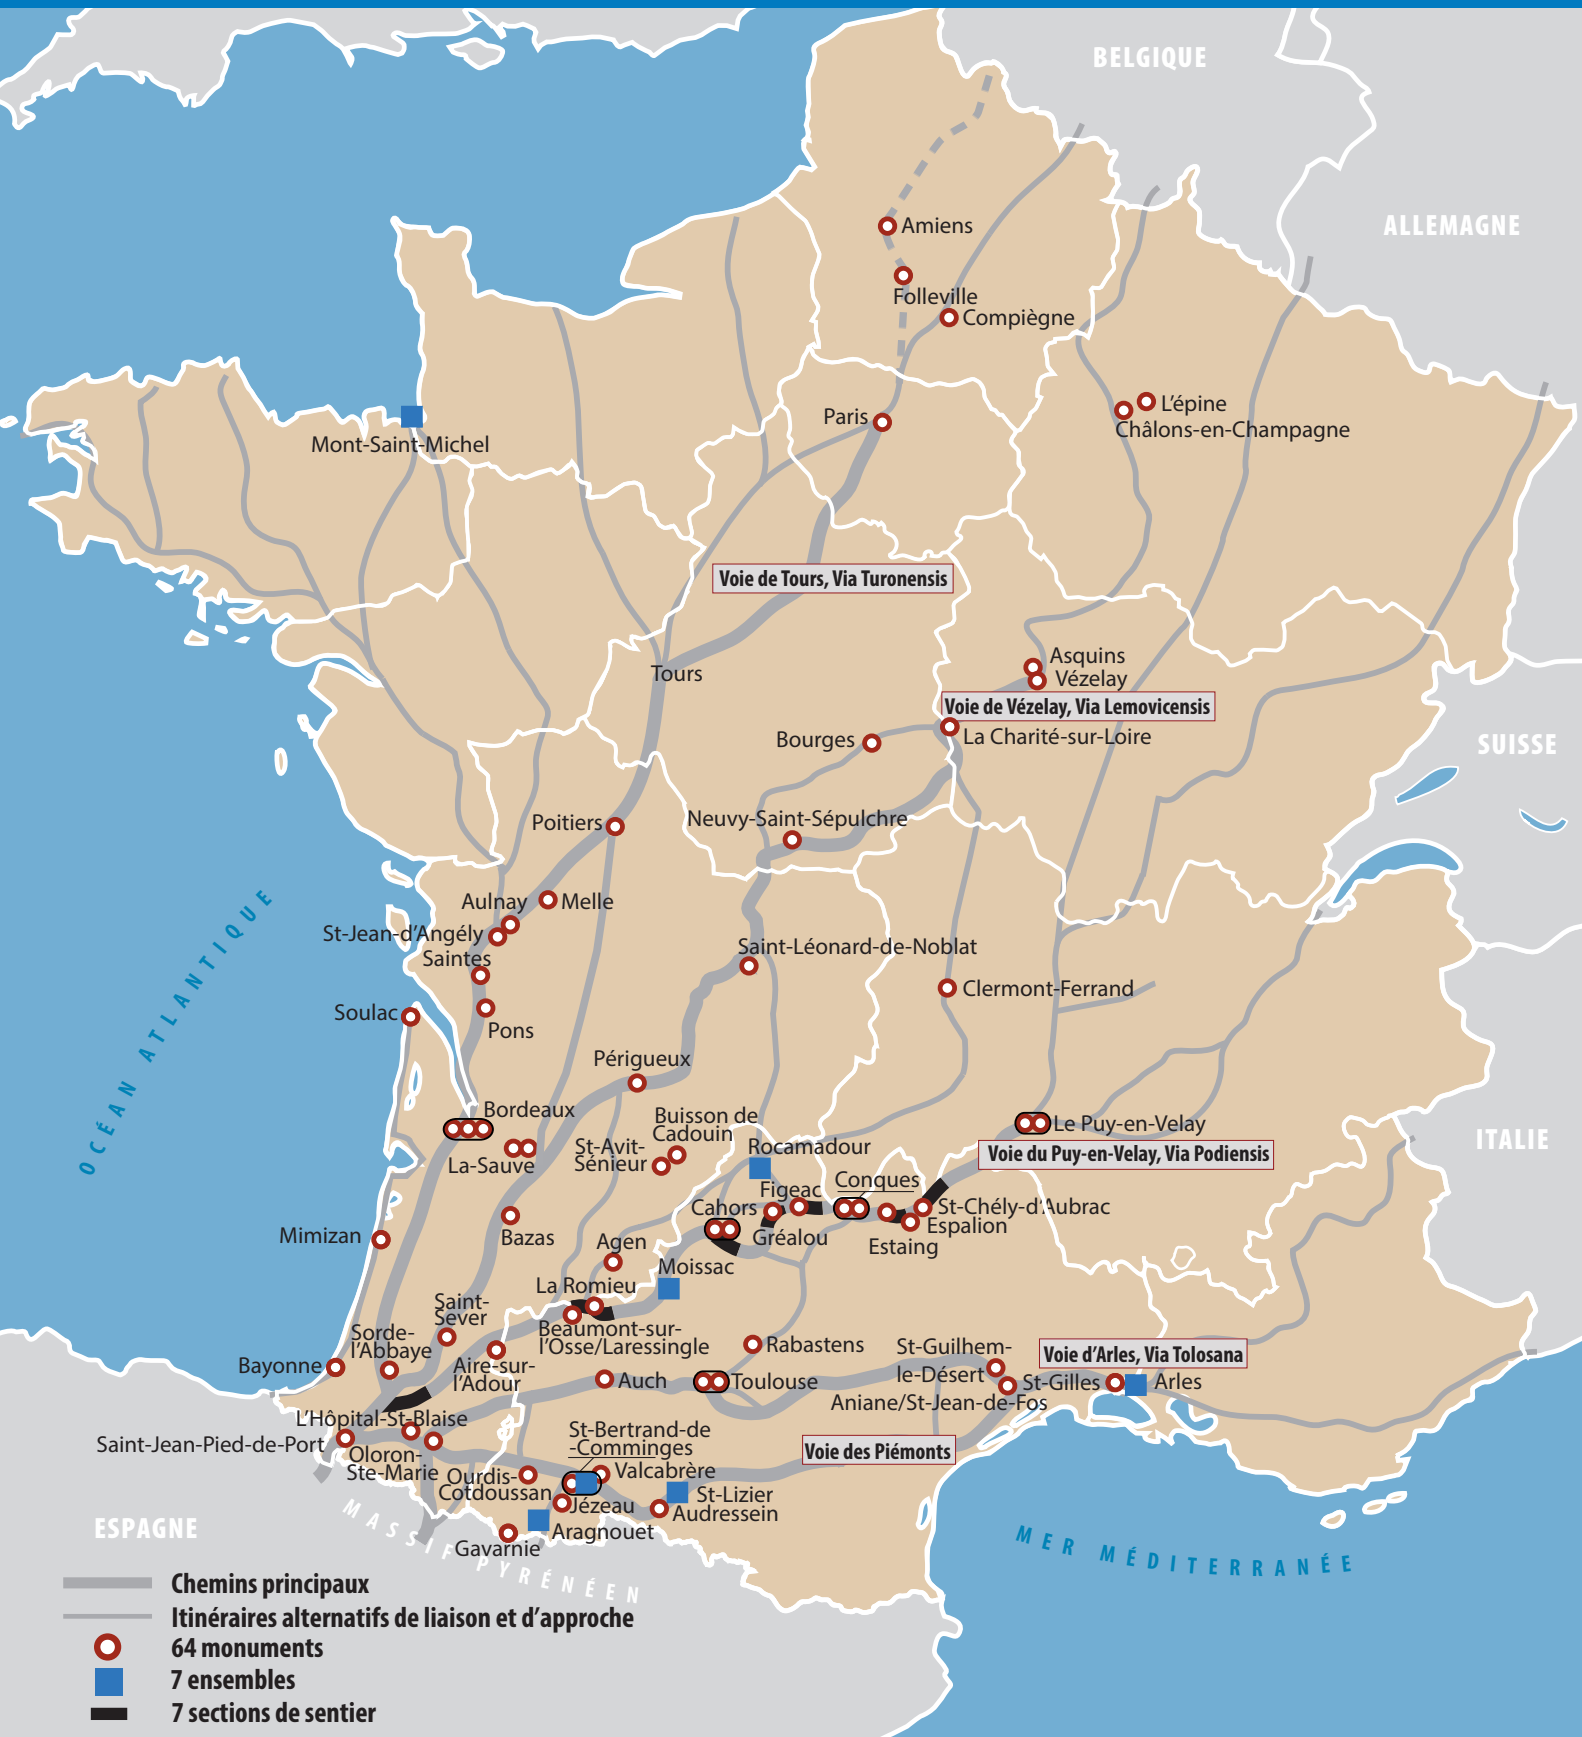 BELGIQUE
ALLEMAGNE
Amiens
Folleville
Compiègne
L'épine
Châlons-en-Champagne
Paris
Mont-Saint-Michel
Voie de Tours, Via Turonensis
Tours
Asquins
Vézelay
Voie de Vézelay, Via Lemovicensis
La Charité-sur-Loire
Bourges
SUISSE
Poitiers
Neuvy-Saint-Sépulchre
Aulnay
Melle
St-Jean-d'Angély
Saintes
Saint-Léonard-de-Noblat
Clermont-Ferrand
OCÉAN ATLANTIQUE
Soulac
Pons
Périgueux
Bordeaux
Buisson de
Cadouin
St-Avit-
Sénieur
La-Sauve
Le Puy-en-Velay
ITALIE
Voie du Puy-en-Velay, Via Podiensis
Rocamadour
Figeac
Conques
Cahors
St-Chély-d'Aubrac
Espalion
Estaing
Gréalou
Mimizan
Bazas
Agen
Moissac
La Romieu
Beaumont-sur-
l'Osse/Laressingle
Saint-
Sever
Sorde-
l'Abbaye
Bayonne
Aire-sur-
l'Adour
Rabastens
St-Guilhem-
le-Désert
Voie d'Arles, Via Tolosana
Auch
Toulouse
St-Gilles
Arles
Aniane/St-Jean-de-Fos
L'Hôpital-St-Blaise
Saint-Jean-Pied-de-Port
Oloron-
Ste-Marie
St-Bertrand-de
-Comminges
Voie des Piémonts
Valcabrère
Ourdis-
Cotdoussan
Jézeau
St-Lizier
Audressein
Aragnouet
Gavarnie
ESPAGNE
MASSIF PYRÉNÉEN
MER MÉDITERRANÉE
Chemins principaux
Itinéraires alternatifs de liaison et d'approche
64 monuments
7 ensembles
7 sections de sentier